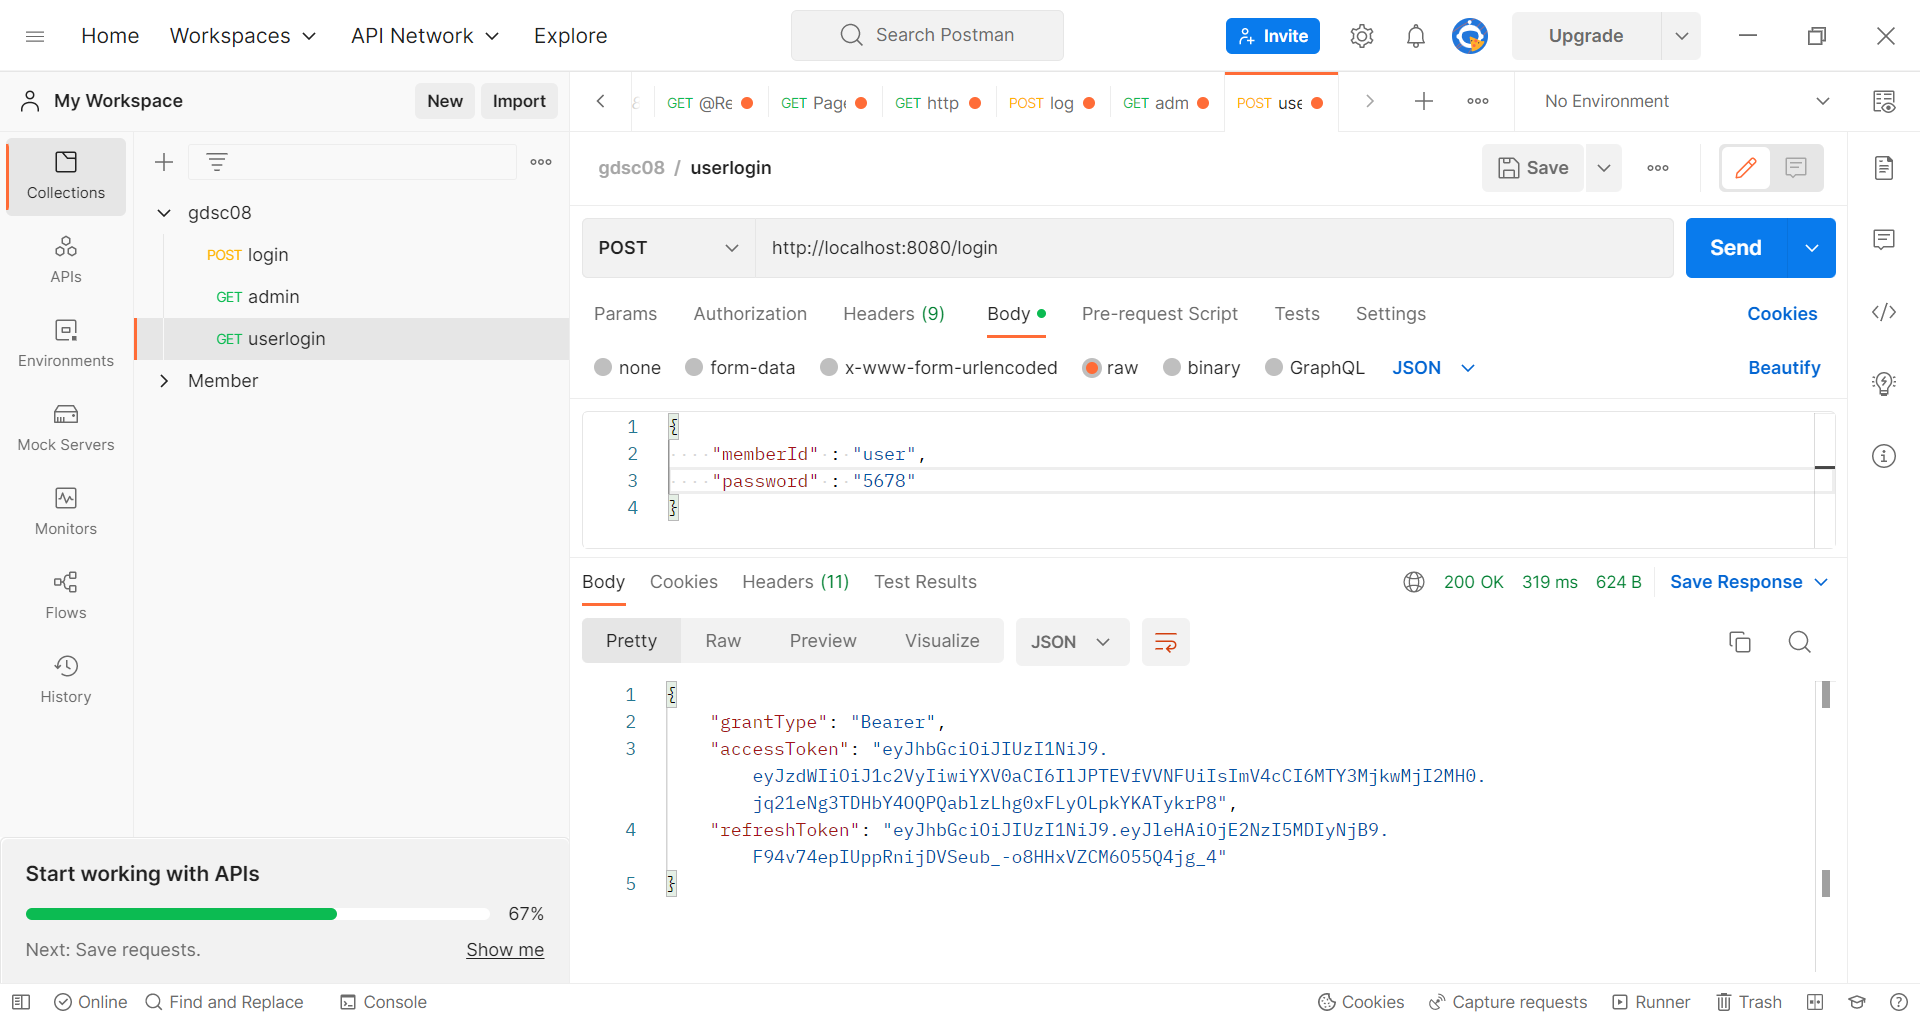 Home Workspaces API Network Explore Search Postman Invite Upgrade
My Workspace New Import GET @Re GET Page GET http POST log GET adm POST use No Environment
Collections
APIs
Environments
Mock Servers
Monitors
Flows
History
gdsc08
POST login
GET admin
GET userlogin
Member
gdsc08 / userlogin Save
POST http://localhost:8080/login Send
Params Authorization Headers (9) Body Pre-request Script Tests Settings Cookies
none form-data x-www-form-urlencoded raw binary GraphQL JSON Beautify
1 {
2 "memberId" : "user",
3 "password" : "5678"
4 }
Body Cookies Headers (11) Test Results 200 OK 319 ms 624 B Save Response
Pretty Raw Preview Visualize JSON
1 {
2 "grantType": "Bearer",
3 "accessToken": "eyJhbGciOiJIUzI1NiJ9.
eyJzdWIiOiJ1c2VyIiwiYXV0aCI6IlJPTEVfVVNFUiIsImV4cCI6MTY3MjkwMjI2MH0.
jq21eNg3TDHbY4OQPQablzLhg0xFLyOLpkYKATykrP8",
4 "refreshToken": "eyJhbGciOiJIUzI1NiJ9.eyJleHAiOjE2NzI5MDIyNjB9.
F94v74epIUppRnijDVSeub_-o8HHxVZCM6O55Q4jg_4"
5 }
Start working with APIs
67%
Next: Save requests. Show me
Online Find and Replace Console Cookies Capture requests Runner Trash